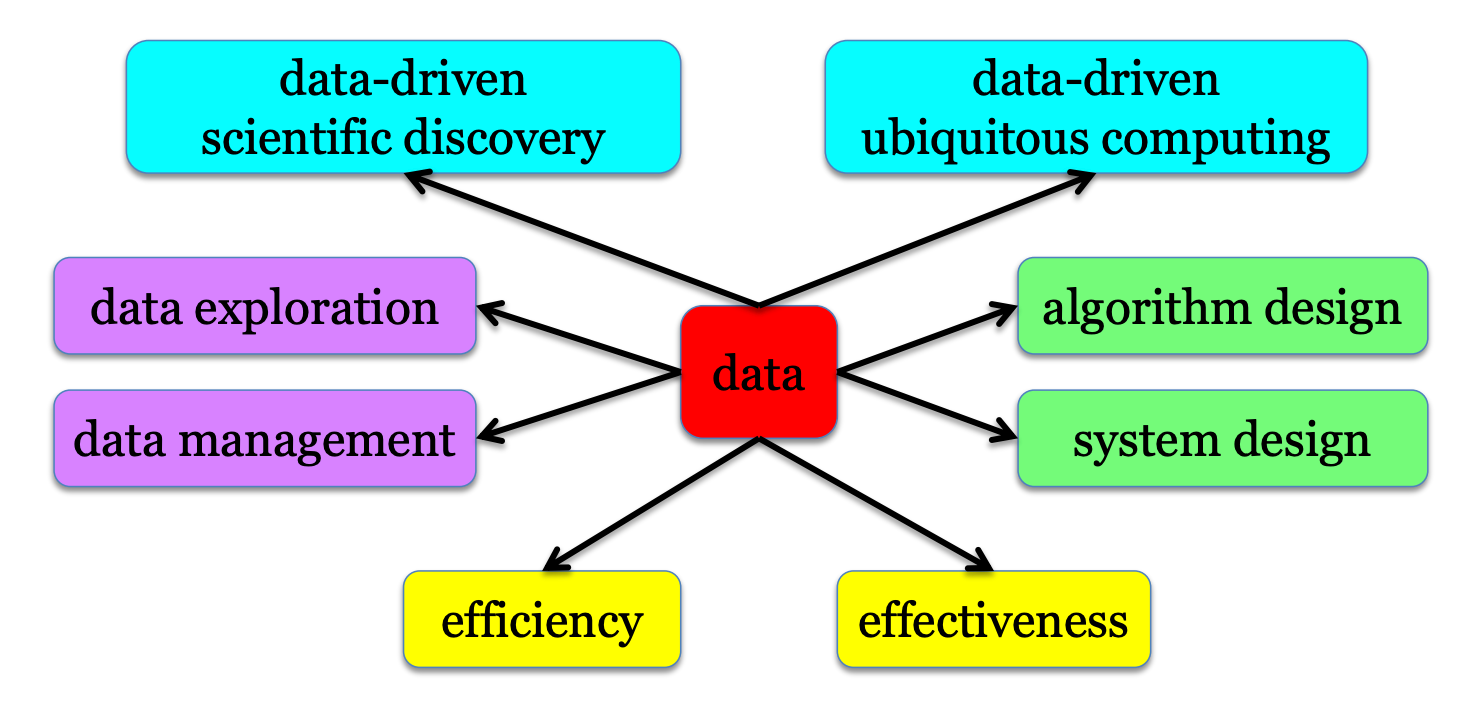 data-driven
scientific discovery
data-driven
ubiquitous computing
data exploration
algorithm design
data
data management
system design
efficiency
effectiveness